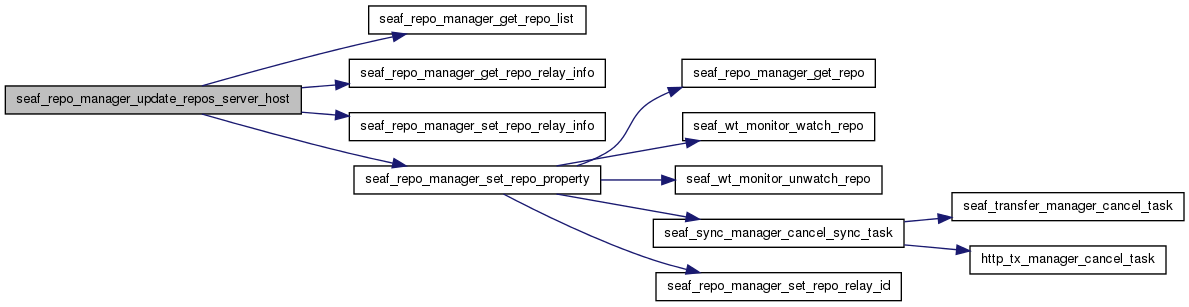 seaf_repo_manager_get_repo_list
seaf_repo_manager_get_repo_relay_info
seaf_repo_manager_get_repo
seaf_repo_manager_update_repos_server_host
seaf_repo_manager_set_repo_relay_info
seaf_wt_monitor_watch_repo
seaf_repo_manager_set_repo_property
seaf_wt_monitor_unwatch_repo
seaf_transfer_manager_cancel_task
seaf_sync_manager_cancel_sync_task
http_tx_manager_cancel_task
seaf_repo_manager_set_repo_relay_id